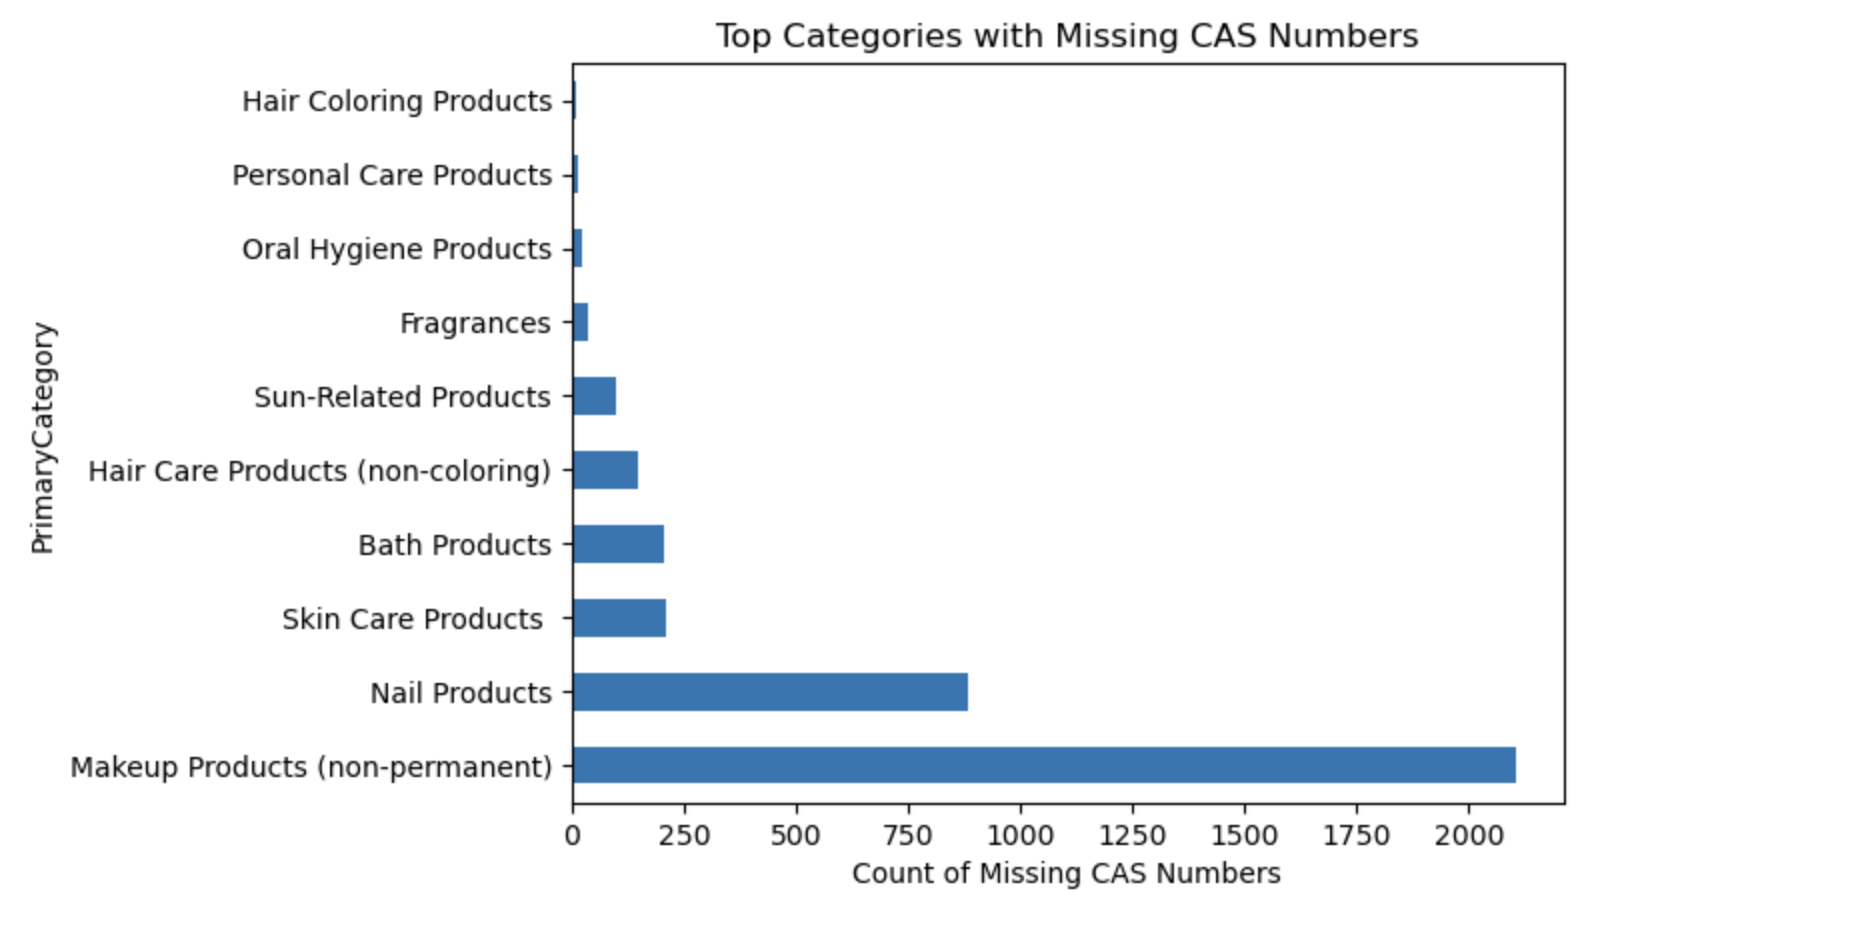 Top Categories with Missing CAS Numbers
PrimaryCategory
Hair Coloring Products
Personal Care Products
Oral Hygiene Products
Fragrances
Sun-Related Products
Hair Care Products (non-coloring)
Bath Products
Skin Care Products
Nail Products
Makeup Products (non-permanent)
0 250 500 750 1000 1250 1500 1750 2000
Count of Missing CAS Numbers